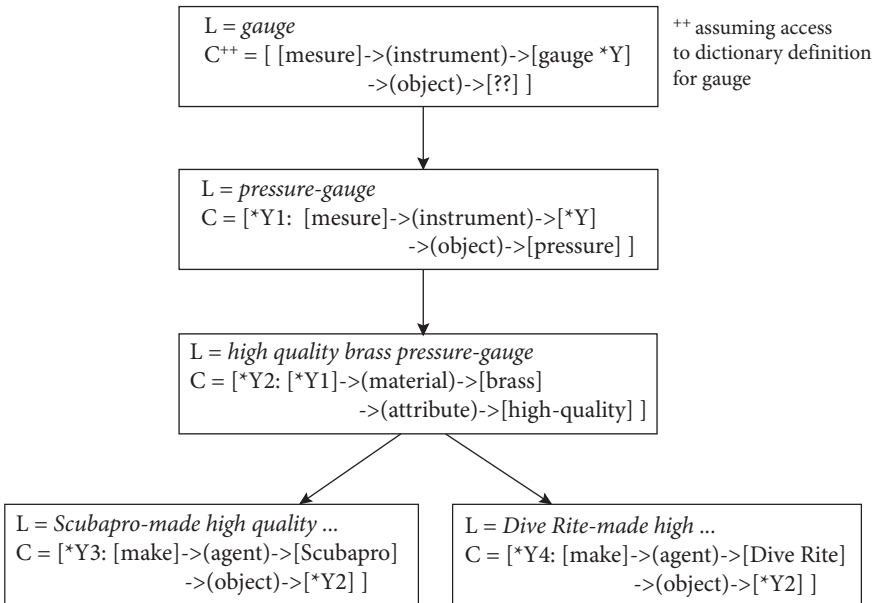 L = gauge
C++ = [ [mesure]->(instrument)->[gauge *Y]
->(object)->[??] ]
++ assuming access
to dictionary definition
for gauge
L = pressure-gauge
C = [*Y1: [mesure]->(instrument)->[*Y]
->(object)->[pressure] ]
L = high quality brass pressure-gauge
C = [*Y2: [*Y1]->(material)->[brass]
->(attribute)->[high-quality] ]
L = Scubapro-made high quality ...
C = [*Y3: [make]->(agent)->[Scubapro]
->(object)->[*Y2] ]
L = Dive Rite-made high ...
C = [*Y4: [make]->(agent)->[Dive Rite]
->(object)->[*Y2] ]